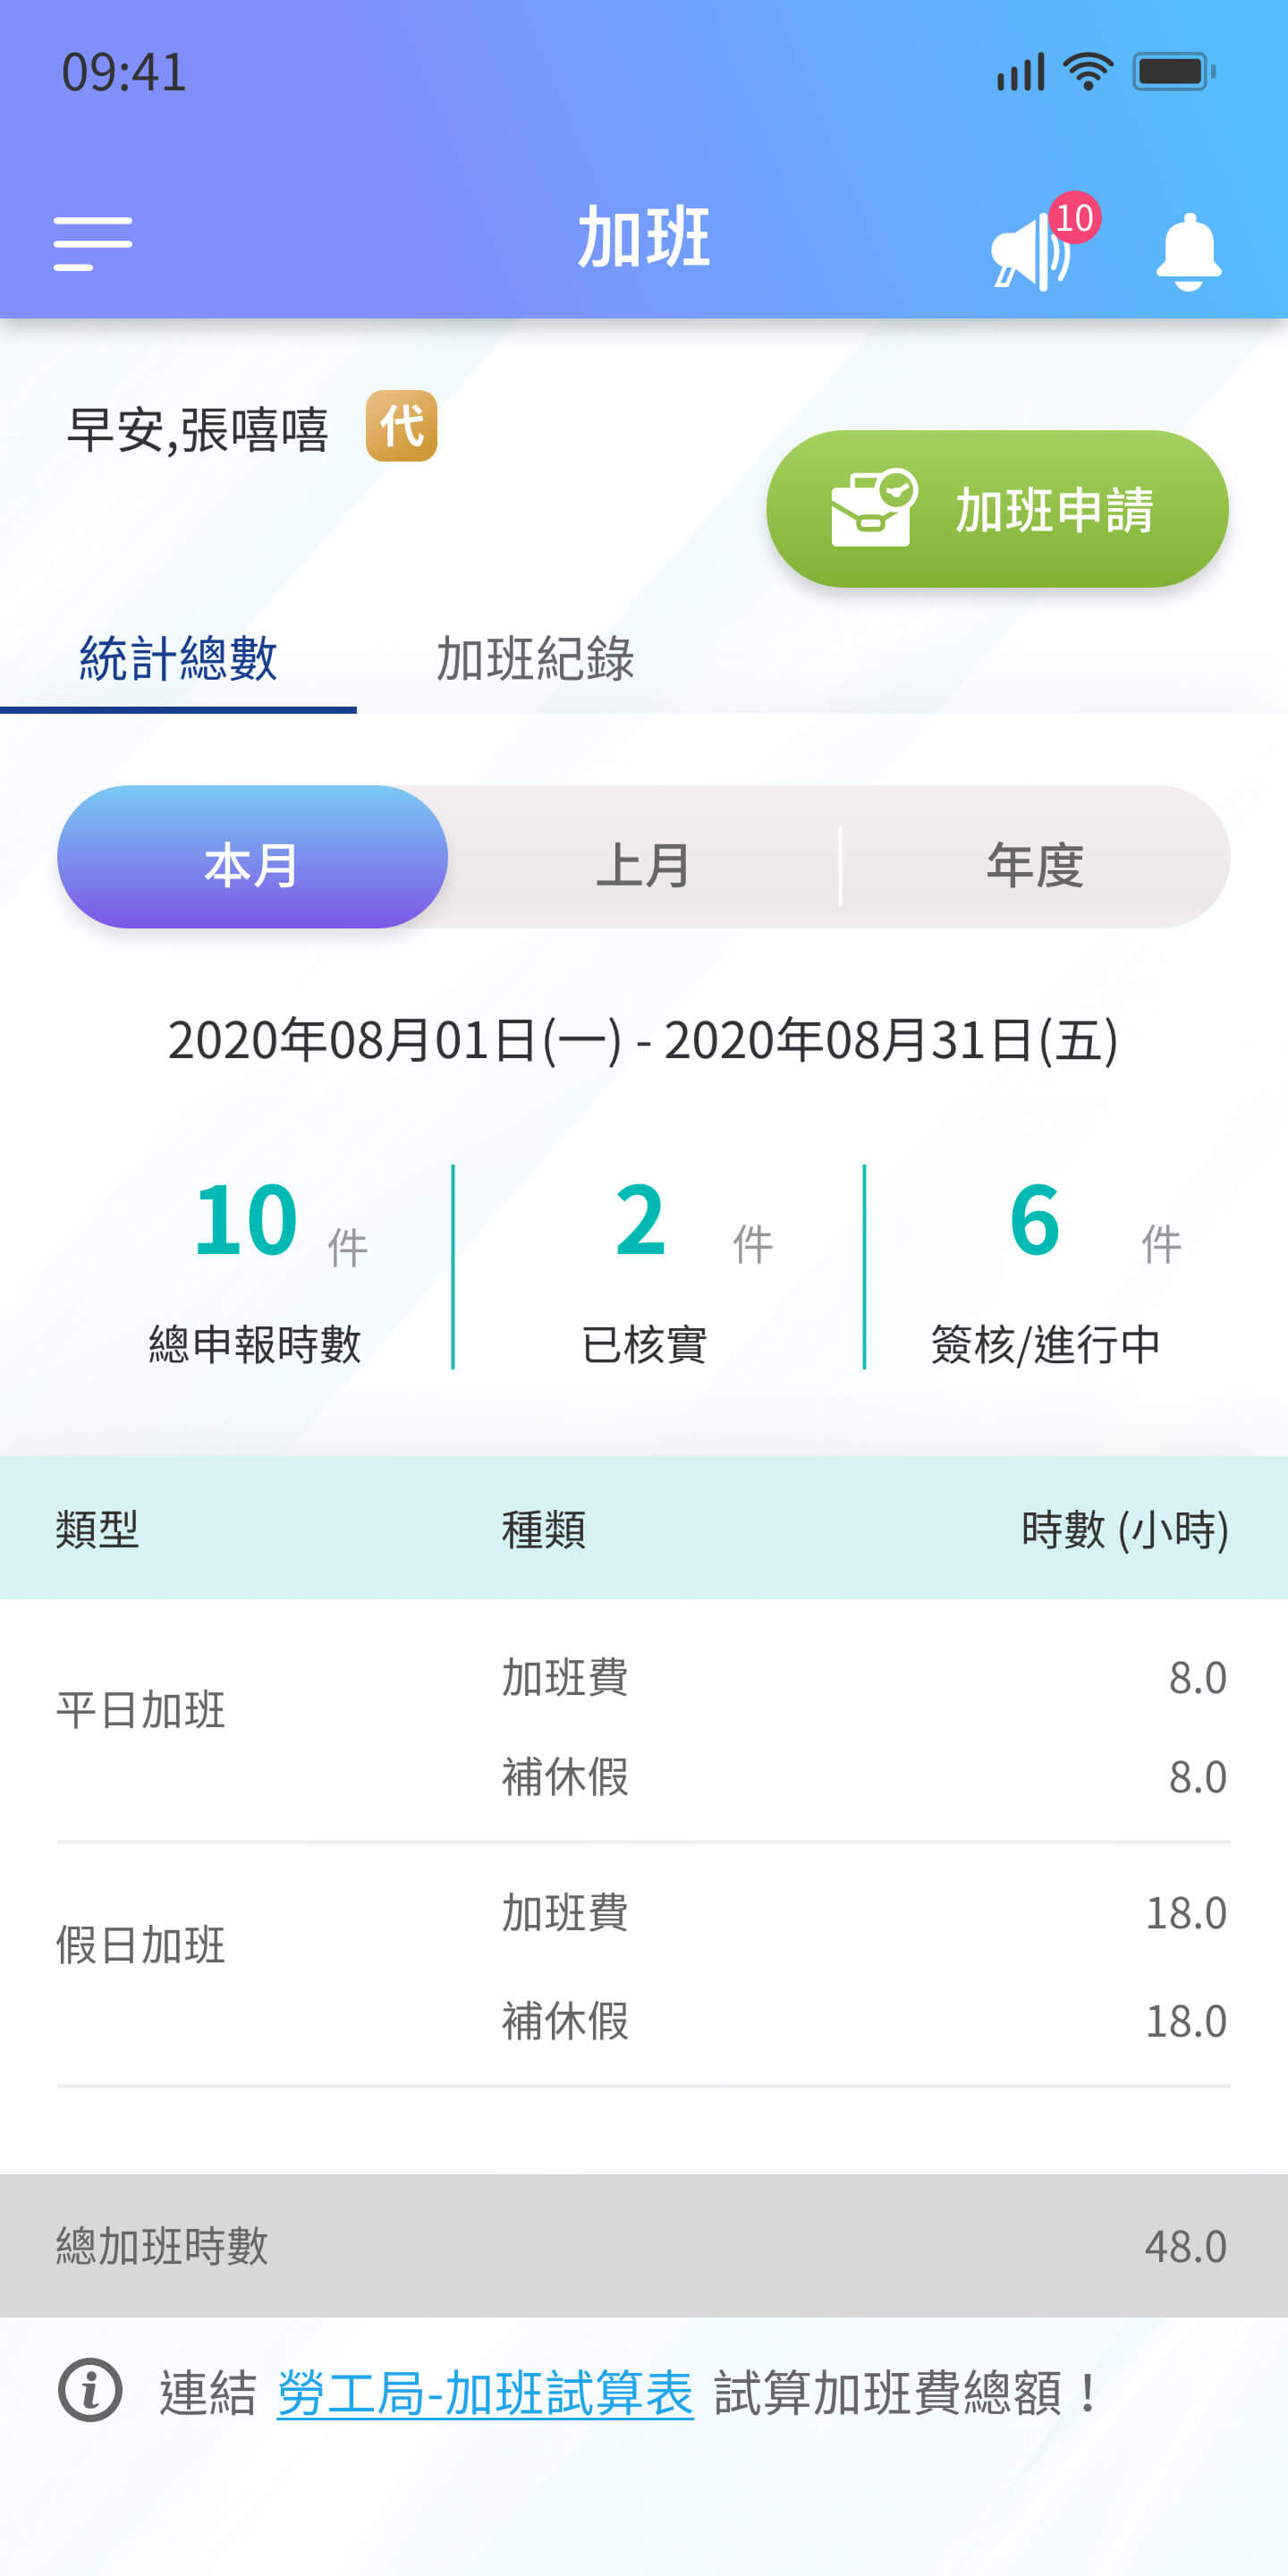 09:41
加班
10
早安,張嘻嘻 代
加班申請
統計總數 加班紀錄
本月 上月 年度
2020年08月01日(一) - 2020年08月31日(五)
10 件 2 件 6 件
總申報時數 已核實 簽核/進行中
類型 種類 時數 (小時)
平日加班
加班費 8.0
補休假 8.0
假日加班
加班費 18.0
補休假 18.0
總加班時數 48.0
i 連結 勞工局-加班試算表 試算加班費總額！